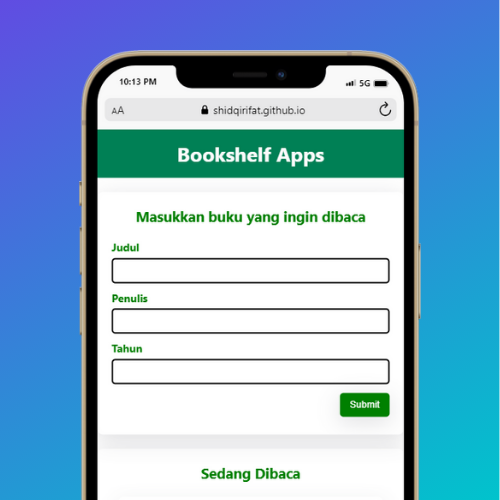 10:13 PM 5G
AA shidqirifat.github.io
Bookshelf Apps
Masukkan buku yang ingin dibaca
Judul
Penulis
Tahun
Submit
Sedang Dibaca